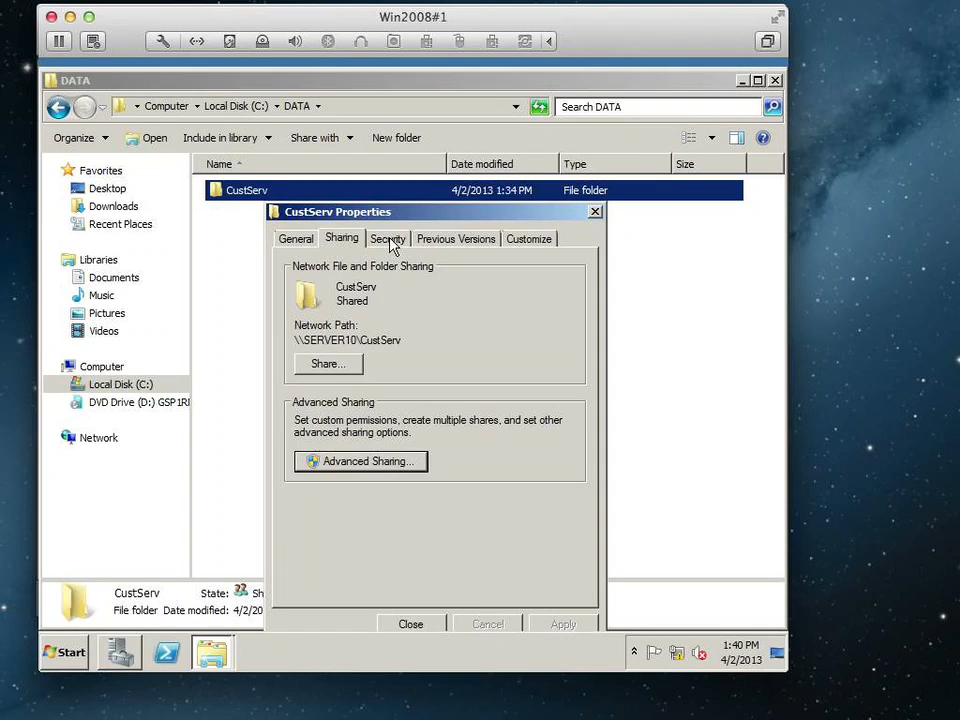 Win2008#1
DATA
Computer Local Disk (C:) DATA
Search DATA
Organize Open Include in library Share with New folder
Favorites
Desktop
Downloads
Recent Places
Libraries
Documents
Music
Pictures
Videos
Computer
Local Disk (C:)
DVD Drive (D:) GSP1R
Network
Name Date modified Type Size
CustServ 4/2/2013 1:34 PM File folder
CustServ Properties
General Sharing Security Previous Versions Customize
Network File and Folder Sharing
CustServ
Shared
Network Path:
\\SERVER10\CustServ
Share...
Advanced Sharing
Set custom permissions, create multiple shares, and set other
advanced sharing options.
Advanced Sharing...
Close Cancel Apply
CustServ State: Sh
File folder Date modified: 4/2/20
Start
1:40 PM
4/2/2013